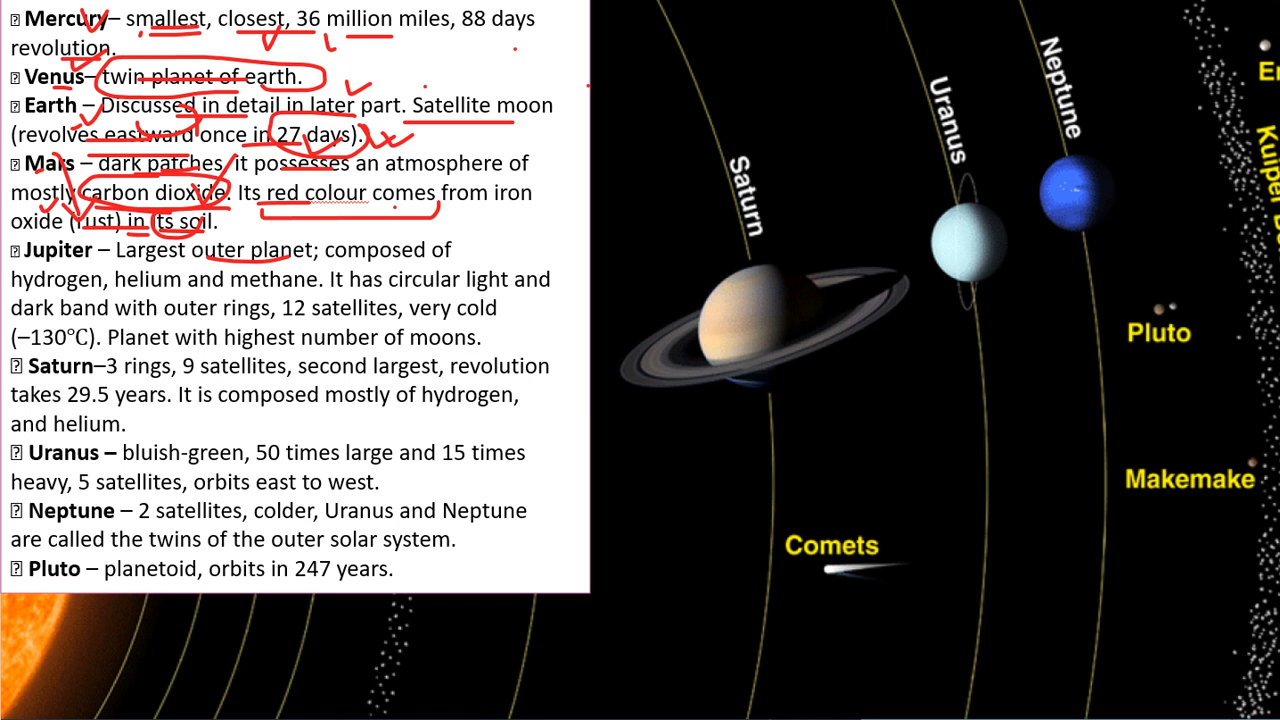 Mercury– smallest, closest, 36 million miles, 88 days
revolution.
Venus– twin planet of earth.
Earth – Discussed in detail in later part. Satellite moon
(revolves eastward once in 27 days).
Mars – dark patches, it possesses an atmosphere of
mostly carbon dioxide. Its red colour comes from iron
oxide (rust) in its soil.
Jupiter – Largest outer planet; composed of
hydrogen, helium and methane. It has circular light and
dark band with outer rings, 12 satellites, very cold
(–130°C). Planet with highest number of moons.
Saturn–3 rings, 9 satellites, second largest, revolution
takes 29.5 years. It is composed mostly of hydrogen,
and helium.
Uranus – bluish-green, 50 times large and 15 times
heavy, 5 satellites, orbits east to west.
Neptune – 2 satellites, colder, Uranus and Neptune
are called the twins of the outer solar system.
Pluto – planetoid, orbits in 247 years.
Saturn
Uranus
Neptune
Er
Kuiper Be
Pluto
Makemake
Comets